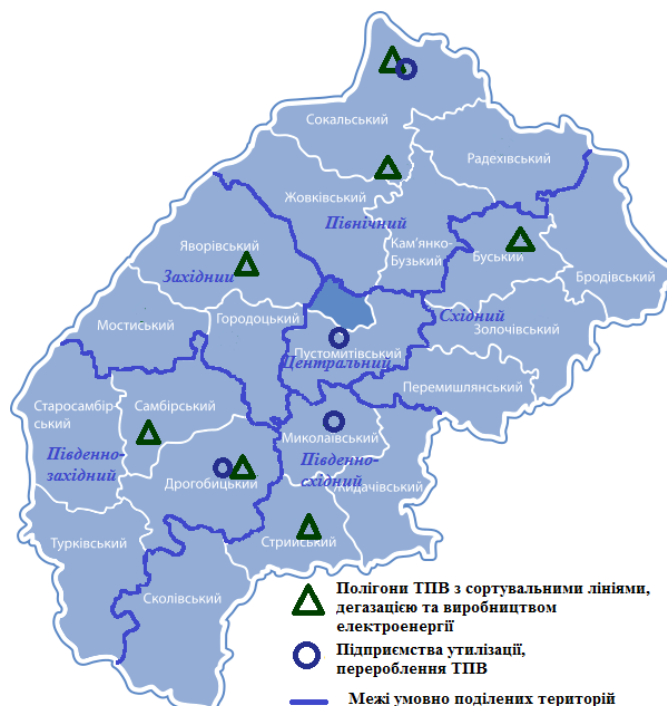 Сокальський
Радехівський
Жовківський
Північний
Яворівський
Кам'янко-
Бузький
Буський
Західний
Бродівський
Мостиський
Городоцький
Східний
Золочівський
Пустомитівський
Центральний
Перемишлянський
Старосамбір-
ський
Самбірський
Миколаївський
Південно-
західний
Південно-
східний
Дрогобицький
Жидачівський
Турківський
Стрийський
Сколівський
Полігони ТПВ з сортувальними лініями,
дегазацією та виробництвом
електроенергії
Підприємства утилізації,
перероблення ТПВ
Межі умовно поділених територій